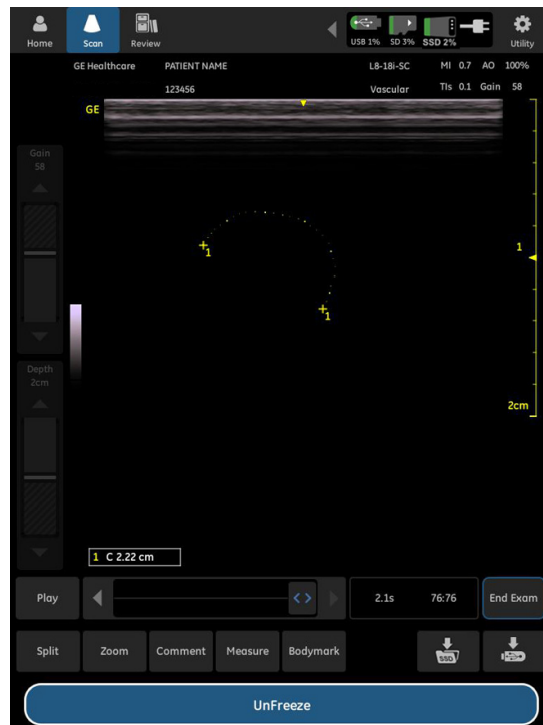 USB 1% SD 3% SSD 2%
Home Scan Review Utility
GE Healthcare PATIENT NAME L8-18i-SC MI 0.7 AO 100%
123456 Vascular TIs 0.1 Gain 58
GE
Gain
58
1
1
1
Depth
2cm
2cm
1 C 2.22 cm
Play 2.1s 76:76 End Exam
Split Zoom Comment Measure Bodymark SSD
UnFreeze